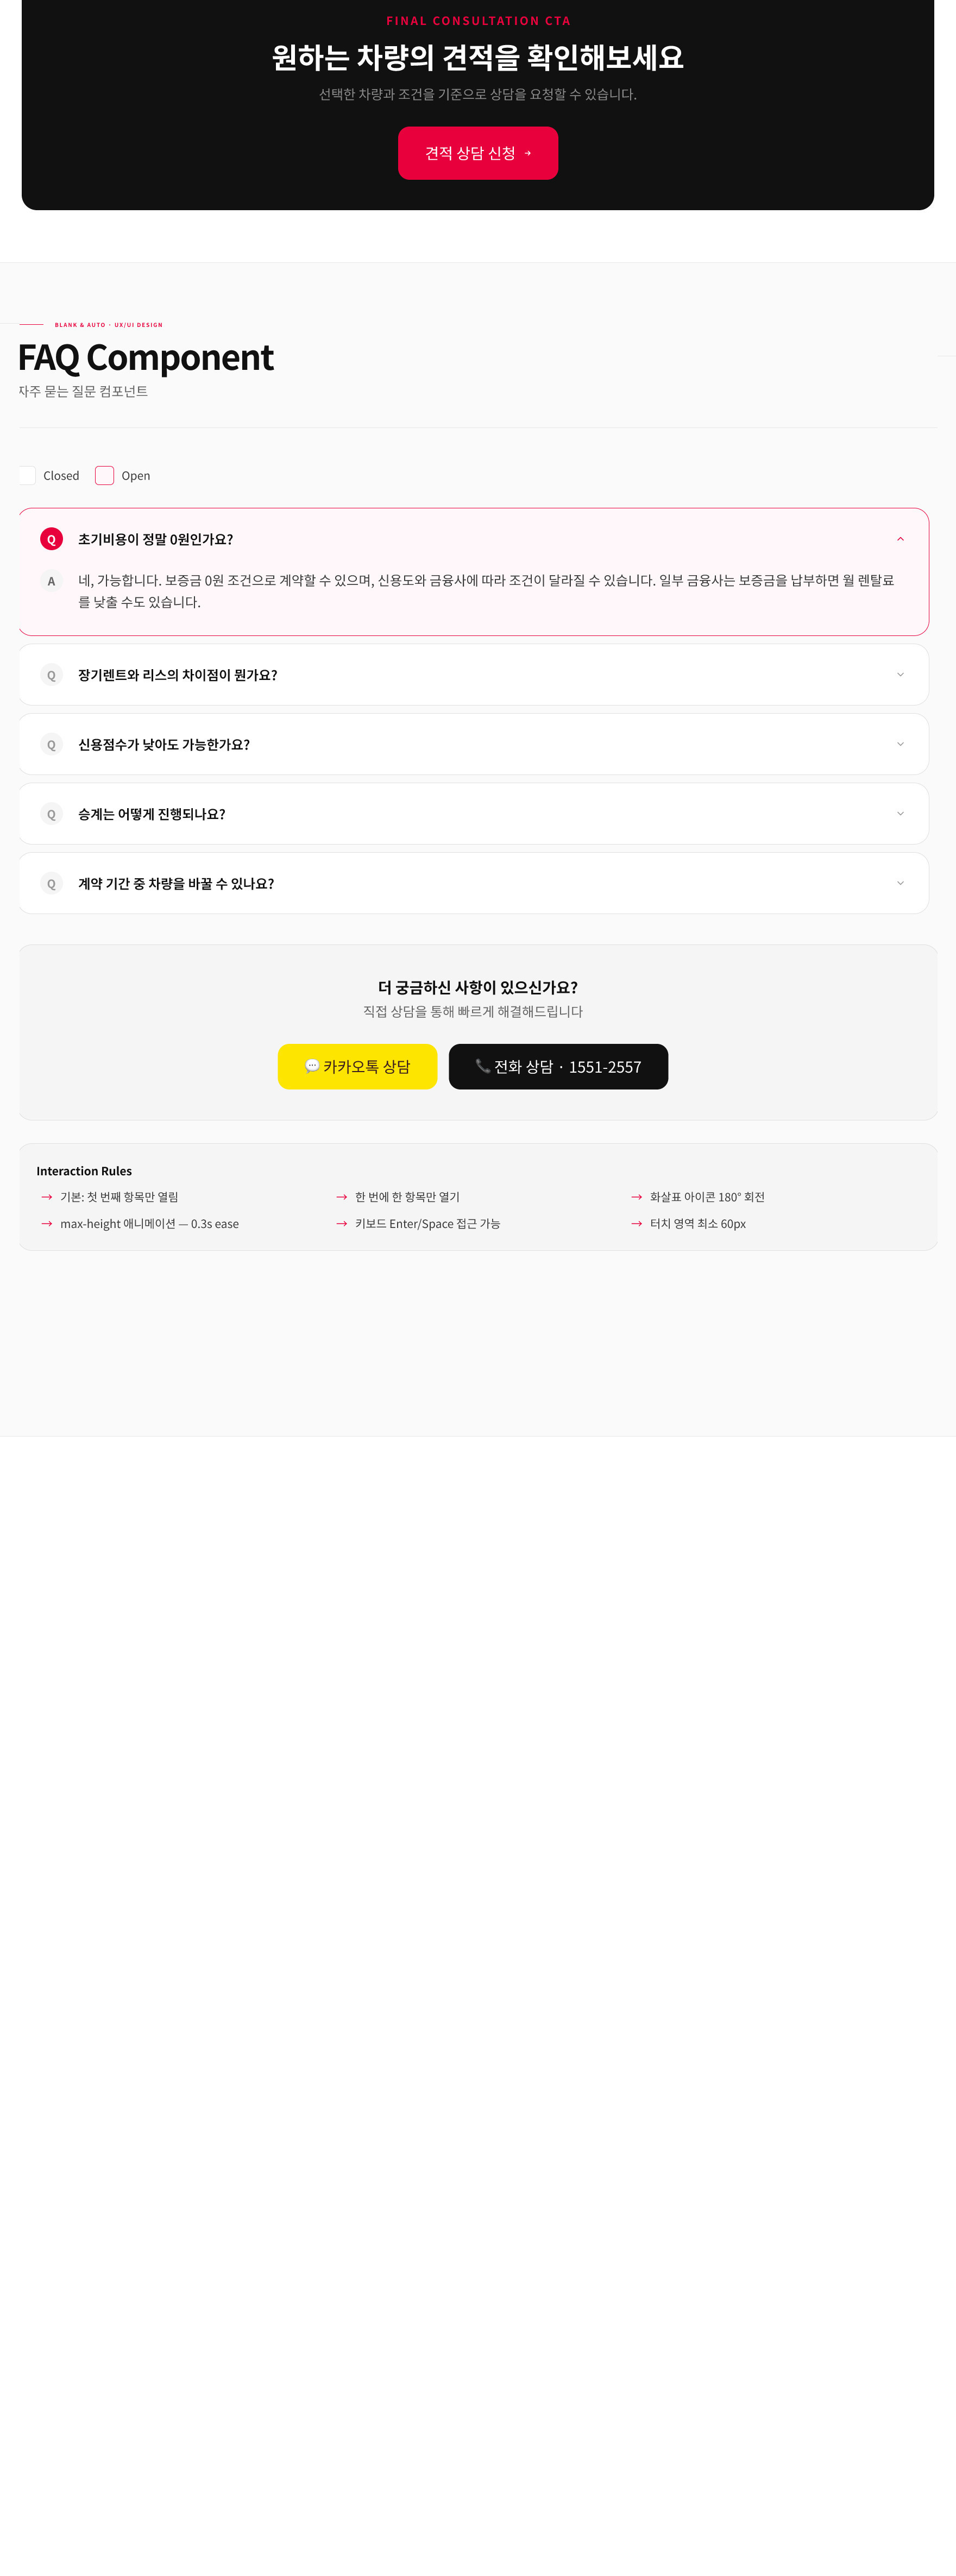 FINAL CONSULTATION CTA
원하는 차량의 견적을 확인해보세요
선택한 차량과 조건을 기준으로 상담을 요청할 수 있습니다.
견적 상담 신청 →
BLANK & AUTO · UX/UI DESIGN
FAQ Component
자주 묻는 질문 컴포넌트
Closed Open
Q 초기비용이 정말 0원인가요?
A 네, 가능합니다. 보증금 0원 조건으로 계약할 수 있으며, 신용도와 금융사에 따라 조건이 달라질 수 있습니다. 일부 금융사는 보증금을 납부하면 월 렌탈료
를 낮출 수도 있습니다.
Q 장기렌트와 리스의 차이점이 뭔가요?
Q 신용점수가 낮아도 가능한가요?
Q 승계는 어떻게 진행되나요?
Q 계약 기간 중 차량을 바꿀 수 있나요?
더 궁금하신 사항이 있으신가요?
직접 상담을 통해 빠르게 해결해드립니다
💬 카카오톡 상담 📞 전화 상담 · 1551-2557
Interaction Rules
→ 기본: 첫 번째 항목만 열림 → 한 번에 한 항목만 열기 → 화살표 아이콘 180° 회전
→ max-height 애니메이션 — 0.3s ease → 키보드 Enter/Space 접근 가능 → 터치 영역 최소 60px